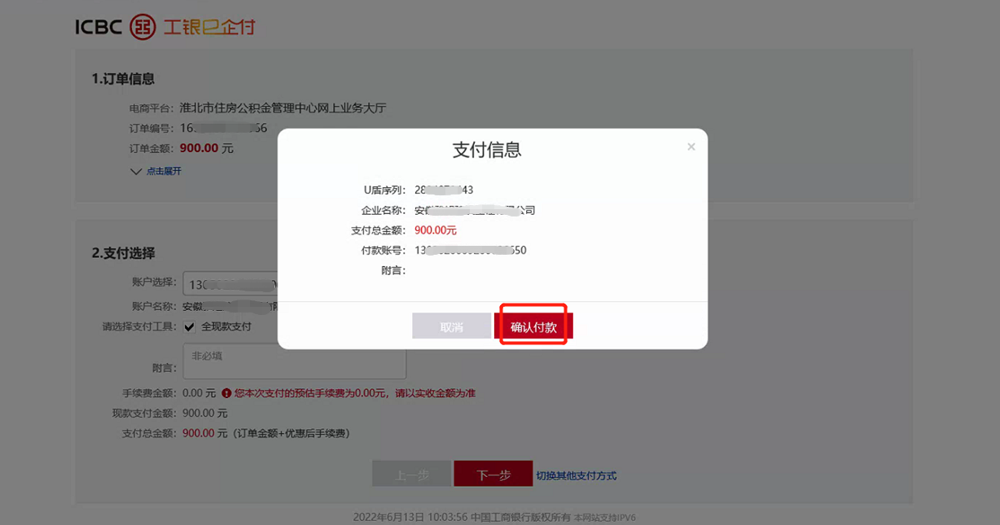 ICBC 工银e企付
1.订单信息
电商平台：淮北市住房公积金管理中心网上业务大厅
订单编号：16 66
订单金额：900.00 元
点击展开
支付信息
×
U盾序列：28 43
企业名称：安徽 公司
支付总金额：900.00元
付款账号：13 650
附言：
取消
确认付款
2.支付选择
账户选择：130
账户名称：安徽
请选择支付工具： 全现款支付
附言：非必填
手续费金额：0.00 元 您本次支付的预估手续费为0.00元，请以实收金额为准
现款支付金额：900.00 元
支付总金额：900.00 元（订单金额+优惠后手续费）
上一步
下一步
切换其他支付方式
2022年6月13日 10:03:56 中国工商银行版权所有 本网站支持IPV6